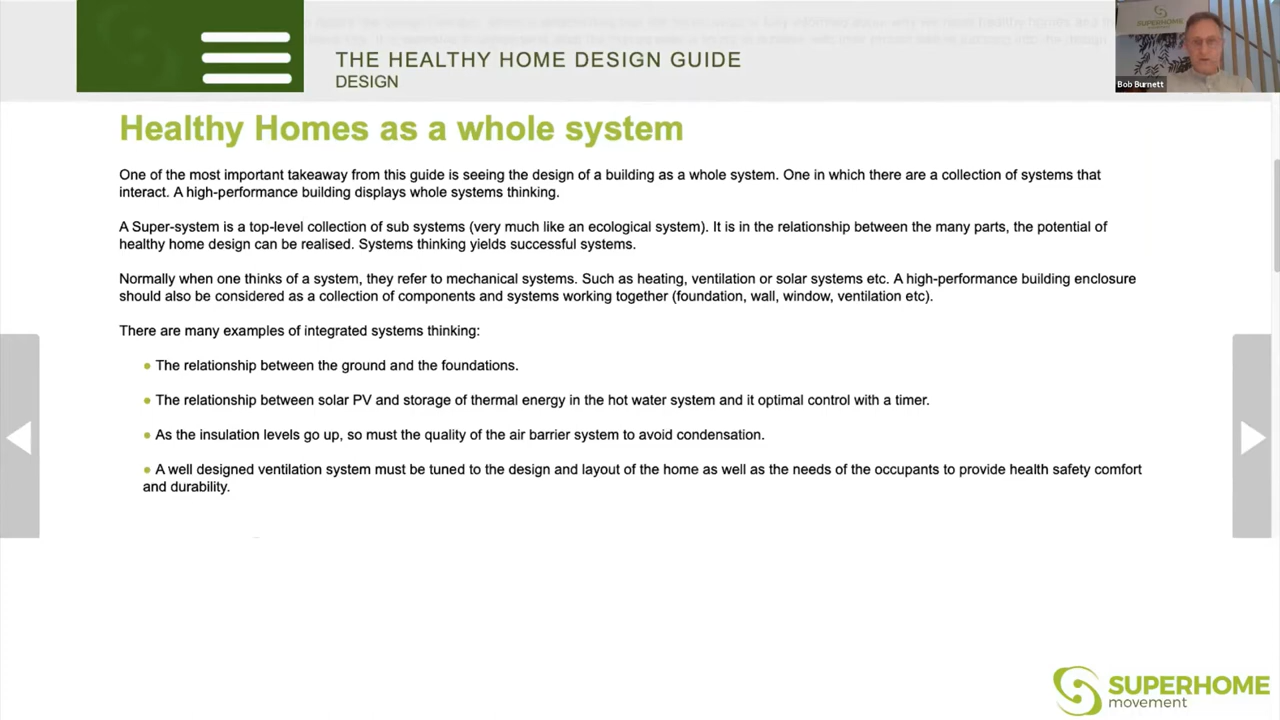 THE HEALTHY HOME DESIGN GUIDE
DESIGN
SUPERHOME
Bob Burnett
Healthy Homes as a whole system
One of the most important takeaway from this guide is seeing the design of a building as a whole system. One in which there are a collection of systems that
interact. A high-performance building displays whole systems thinking.
A Super-system is a top-level collection of sub systems (very much like an ecological system). It is in the relationship between the many parts, the potential of
healthy home design can be realised. Systems thinking yields successful systems.
Normally when one thinks of a system, they refer to mechanical systems. Such as heating, ventilation or solar systems etc. A high-performance building enclosure
should also be considered as a collection of components and systems working together (foundation, wall, window, ventilation etc).
There are many examples of integrated systems thinking:
The relationship between the ground and the foundations.
The relationship between solar PV and storage of thermal energy in the hot water system and it optimal control with a timer.
As the insulation levels go up, so must the quality of the air barrier system to avoid condensation.
A well designed ventilation system must be tuned to the design and layout of the home as well as the needs of the occupants to provide health safety comfort
and durability.
SUPERHOME
movement